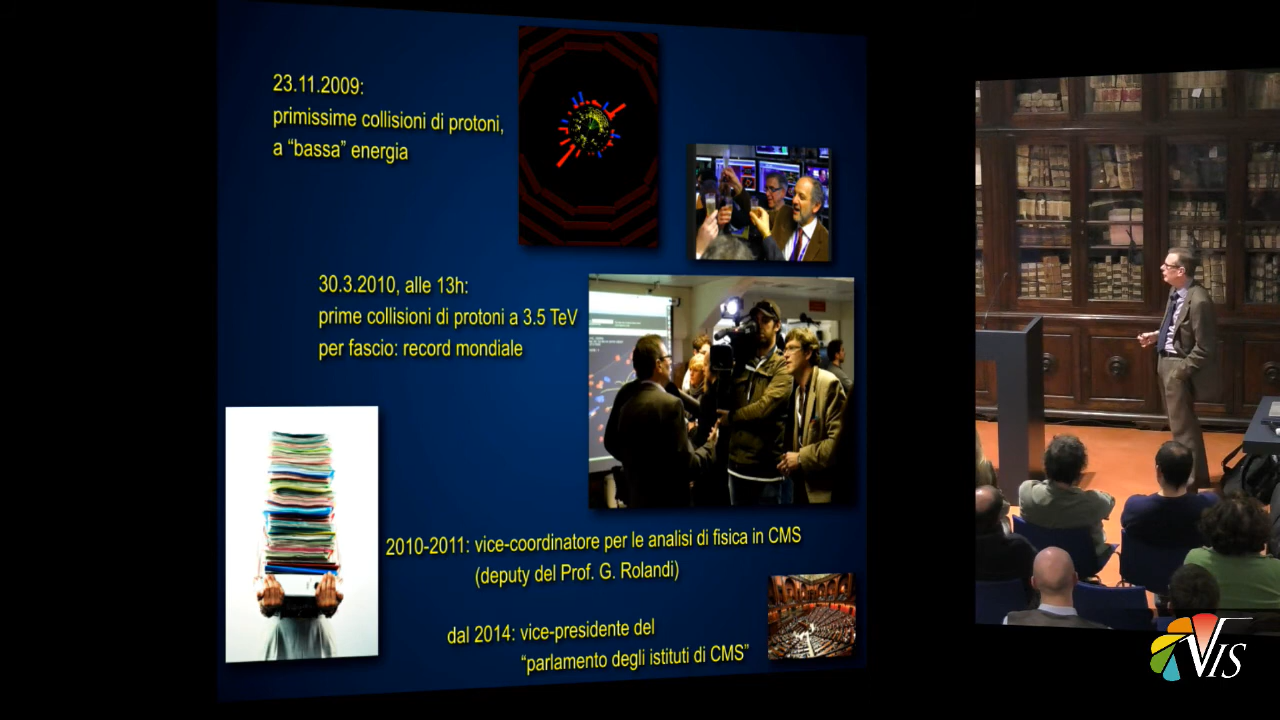 23.11.2009:
primissime collisioni di protoni,
a “bassa” energia
30.3.2010, alle 13h:
prime collisioni di protoni a 3.5 TeV
per fascio: record mondiale
2010-2011: vice-coordinatore per le analisi di fisica in CMS
(deputy del Prof. G. Rolandi)
dal 2014: vice-presidente del
“parlamento degli istituti di CMS”
VIS